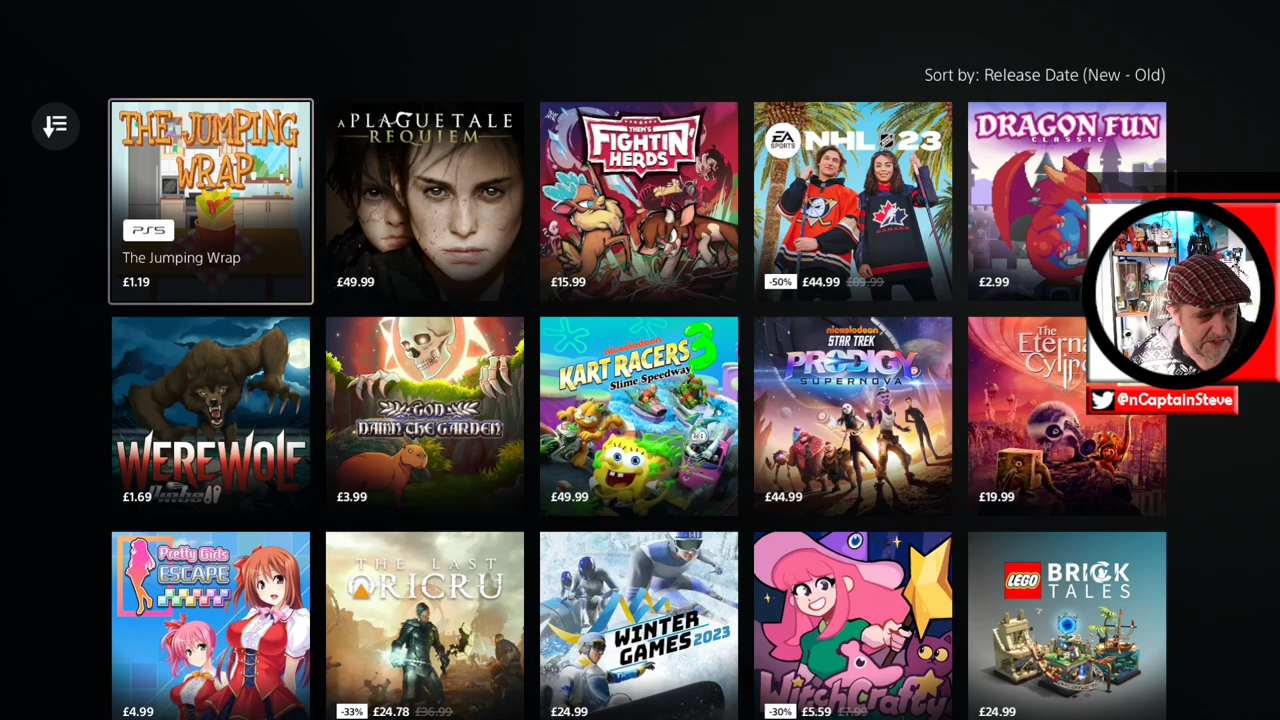 Sort by: Release Date (New - Old)
THE JUMPING
WRAP
PS5
The Jumping Wrap
£1.19
A PLAGUE TALE
REQUIEM
£49.99
THEM'S
FIGHTIN'
HERDS
£15.99
EA
SPORTS
NHL 23
CANADA
-50% £44.99 £89.99
DRAGON FUN
CLASSIC
£2.99
@nCaptainSteve
WEREWOLF
Pinball
£1.69
GOD
DAMN THE GARDEN
£3.99
nickelodeon
KART RACERS 3
Slime Speedway
£49.99
nickelodeon
STAR TREK
PRODIGY
SUPERNOVA
£44.99
The
£19.99
Pretty Girls
ESCAPE
£4.99
THE LAST
ORICRU
-33% £24.78 £36.99
WINTER
GAMES 2023
£24.99
WitchCrafty
-30% £5.59 £7.99
LEGO BRICK
TALES
£24.99